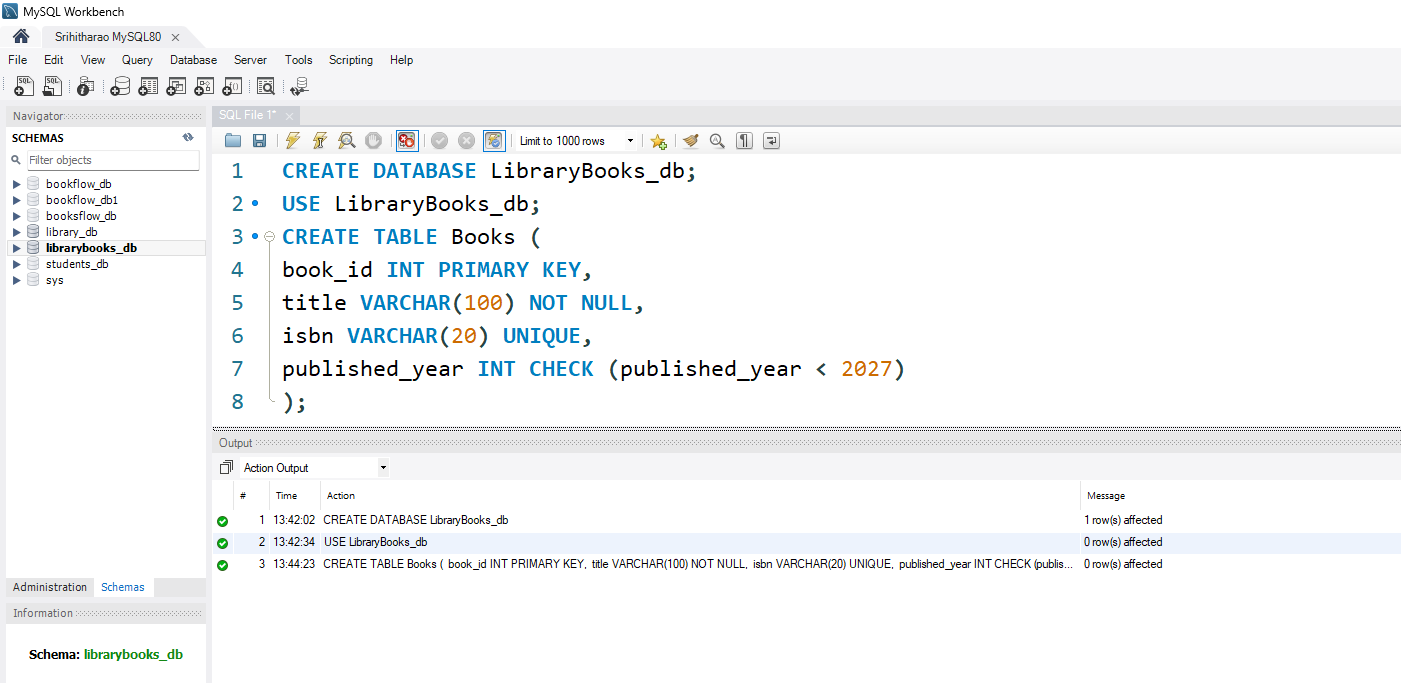 MySQL Workbench
Srihitharao MySQL80
File Edit View Query Database Server Tools Scripting Help
Navigator
SCHEMAS
Filter objects
bookflow_db
bookflow_db1
booksflow_db
library_db
librarybooks_db
students_db
sys
Administration Schemas
Information
Schema: librarybooks_db
SQL File 1*
Limit to 1000 rows
1 CREATE DATABASE LibraryBooks_db;
2 USE LibraryBooks_db;
3 CREATE TABLE Books (
4 book_id INT PRIMARY KEY,
5 title VARCHAR(100) NOT NULL,
6 isbn VARCHAR(20) UNIQUE,
7 published_year INT CHECK (published_year < 2027)
8 );
Output
Action Output
# Time Action Message
1 13:42:02 CREATE DATABASE LibraryBooks_db 1 row(s) affected
2 13:42:34 USE LibraryBooks_db 0 row(s) affected
3 13:44:23 CREATE TABLE Books ( book_id INT PRIMARY KEY, title VARCHAR(100) NOT NULL, isbn VARCHAR(20) UNIQUE, published_year INT CHECK (publis... 0 row(s) affected